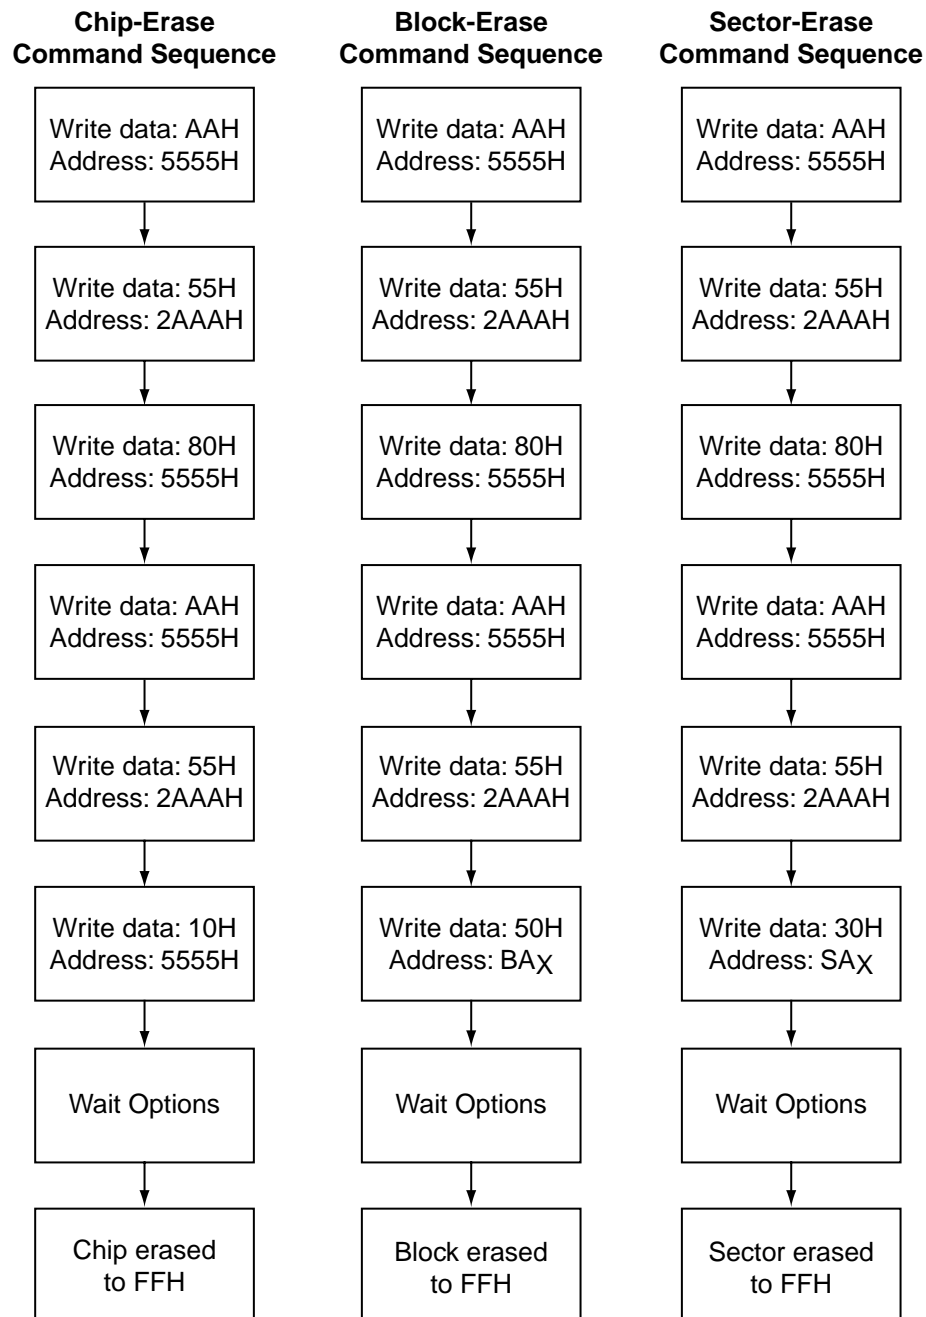 Chip-Erase
Command Sequence
Write data: AAH
Address: 5555H
Write data: 55H
Address: 2AAAH
Write data: 80H
Address: 5555H
Write data: AAH
Address: 5555H
Write data: 55H
Address: 2AAAH
Write data: 10H
Address: 5555H
Wait Options
Chip erased
to FFH
Block-Erase
Command Sequence
Write data: AAH
Address: 5555H
Write data: 55H
Address: 2AAAH
Write data: 80H
Address: 5555H
Write data: AAH
Address: 5555H
Write data: 55H
Address: 2AAAH
Write data: 50H
Address: BAX
Wait Options
Block erased
to FFH
Sector-Erase
Command Sequence
Write data: AAH
Address: 5555H
Write data: 55H
Address: 2AAAH
Write data: 80H
Address: 5555H
Write data: AAH
Address: 5555H
Write data: 55H
Address: 2AAAH
Write data: 30H
Address: SAX
Wait Options
Sector erased
to FFH